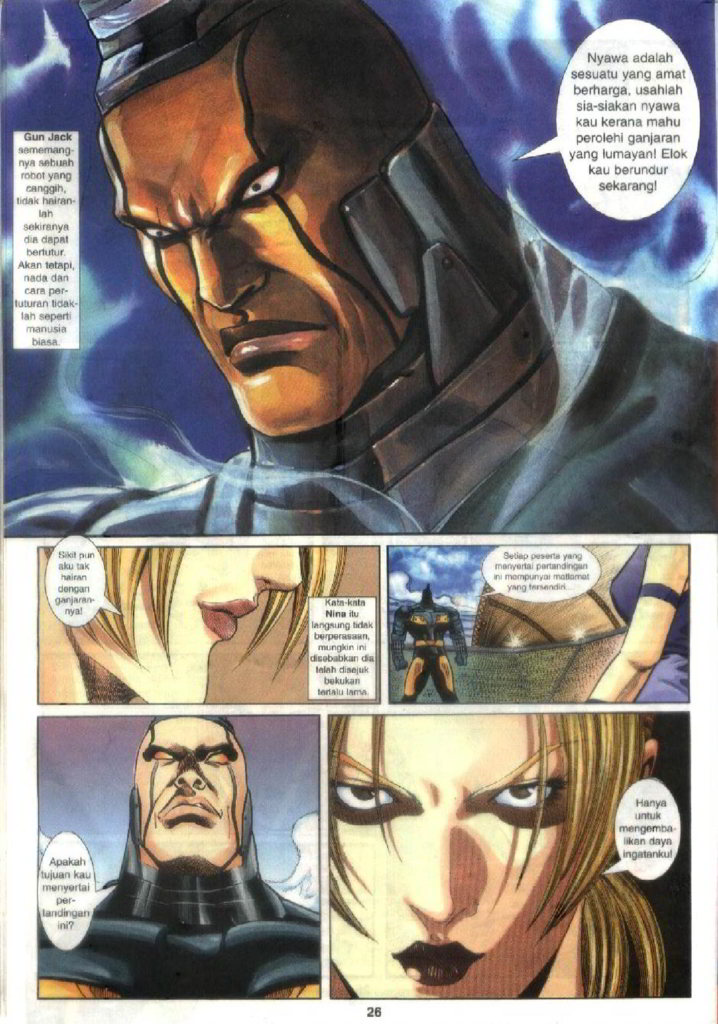 Nyawa adalah
sesuatu yang amat
berharga, usahlah
sia-siakan nyawa
kau kerana mahu
perolehi ganjaran
yang lumayan! Elok
kau berundur
sekarang!
Gun Jack
sememang-
nya sebuah
robot yang
canggih,
tidak hairan-
lah
sekiranya
dia dapat
bertutur.
Akan tetapi,
nada dan
cara per-
tuturan tidak-
lah seperti
manusia
biasa.
Sikit pun
aku tak
hairan
dengan
ganjaran-
nya!
Kata-kata
Nina itu
langsung tidak
berperasaan,
mungkin ini
disebabkan dia
telah disejuk
bekukan
terlalu lama.
Setiap peserta yang
menyertai pertandingan
ini mempunyai matlamat
yang tersendiri...
Apakah
tujuan kau
menyertai
per-
tandingan
ini?
Hanya
untuk
mengemba-
likan daya
ingatanku!
26